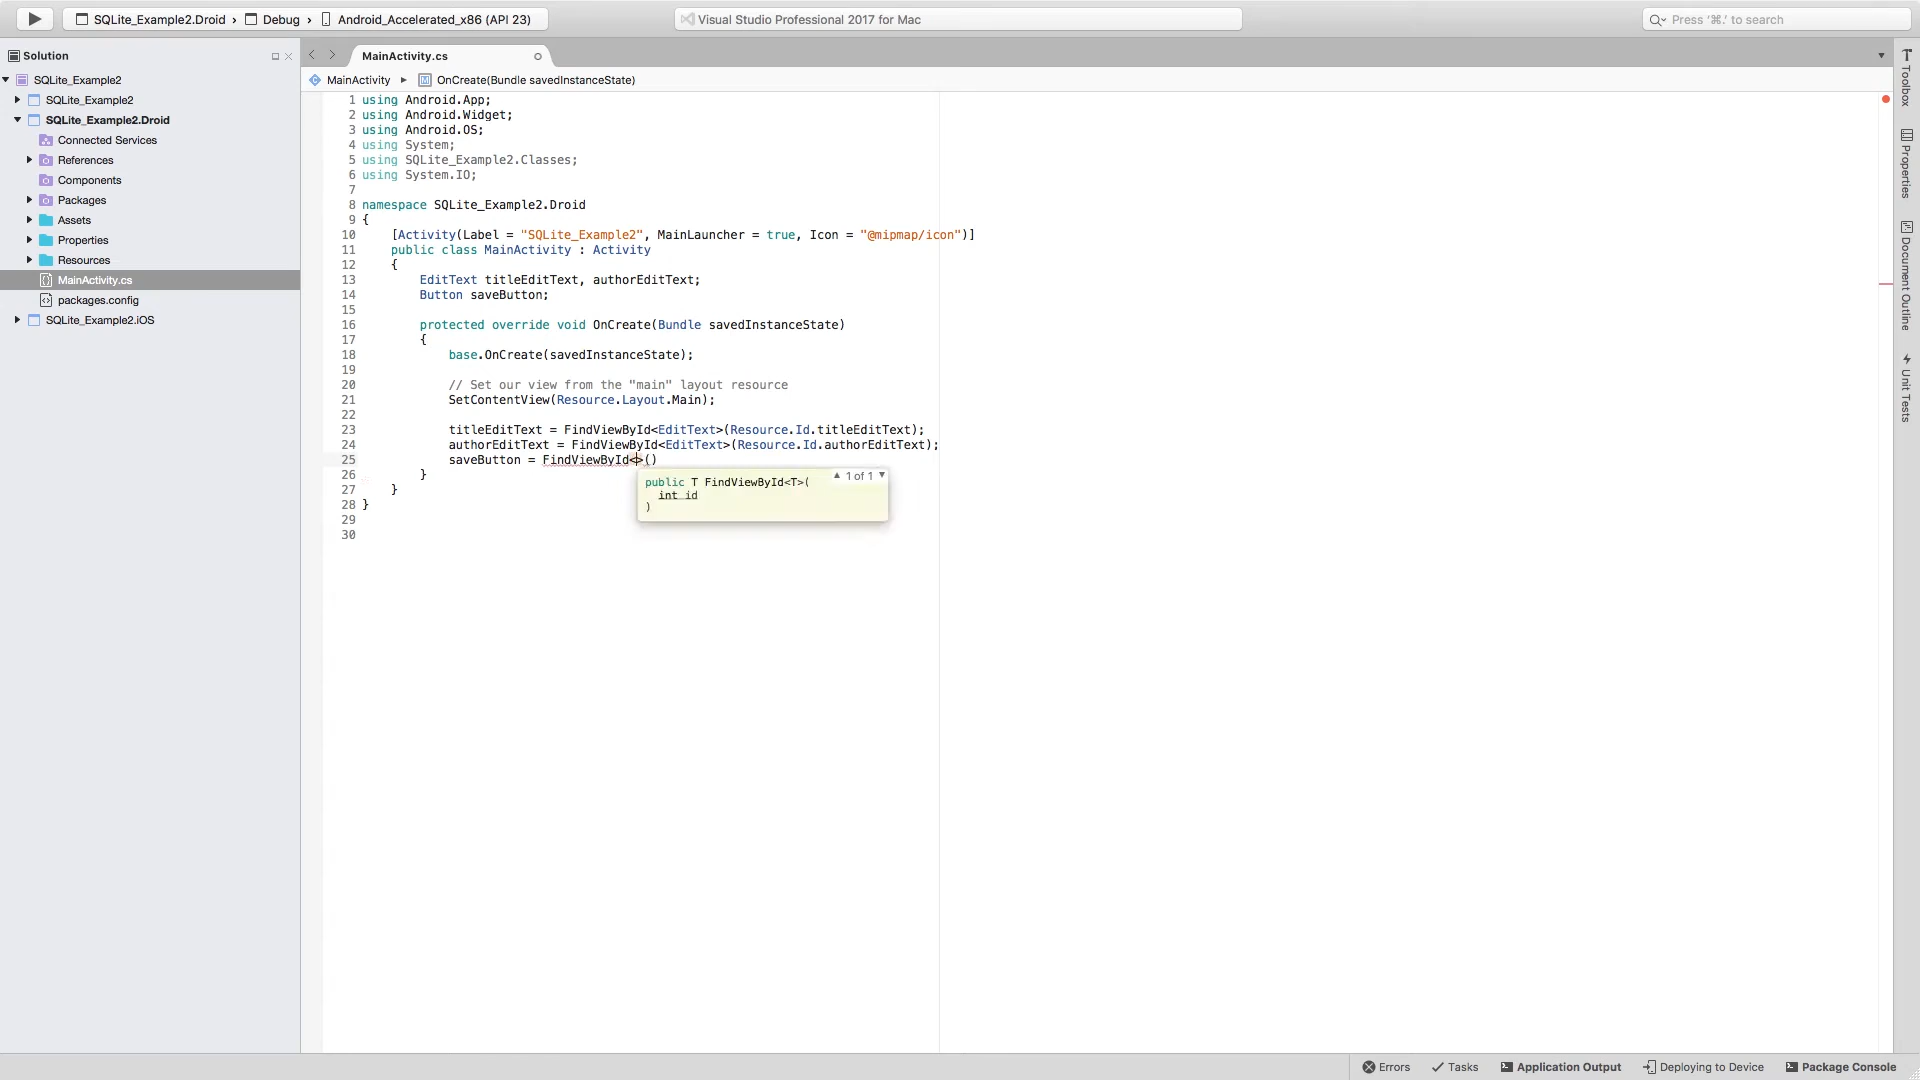 SQLite_Example2.Droid › Debug › Android_Accelerated_x86 (API 23)
Visual Studio Professional 2017 for Mac
Press '⌘.' to search
Solution
SQLite_Example2
SQLite_Example2
SQLite_Example2.Droid
Connected Services
References
Components
Packages
Assets
Properties
Resources
MainActivity.cs
packages.config
SQLite_Example2.iOS
MainActivity.cs
MainActivity ▸ OnCreate(Bundle savedInstanceState)
1 using Android.App;
2 using Android.Widget;
3 using Android.OS;
4 using System;
5 using SQLite_Example2.Classes;
6 using System.IO;
7
8 namespace SQLite_Example2.Droid
9 {
10 [Activity(Label = "SQLite_Example2", MainLauncher = true, Icon = "@mipmap/icon")]
11 public class MainActivity : Activity
12 {
13 EditText titleEditText, authorEditText;
14 Button saveButton;
15
16 protected override void OnCreate(Bundle savedInstanceState)
17 {
18 base.OnCreate(savedInstanceState);
19
20 // Set our view from the "main" layout resource
21 SetContentView(Resource.Layout.Main);
22
23 titleEditText = FindViewById<EditText>(Resource.Id.titleEditText);
24 authorEditText = FindViewById<EditText>(Resource.Id.authorEditText);
25 saveButton = FindViewById<>()
26 }
27 }
28 }
29
30
▲ 1 of 1 ▼
public T FindViewById<T>(
int id
)
Toolbox
Properties
Document Outline
Unit Tests
Errors
Tasks
Application Output
Deploying to Device
Package Console